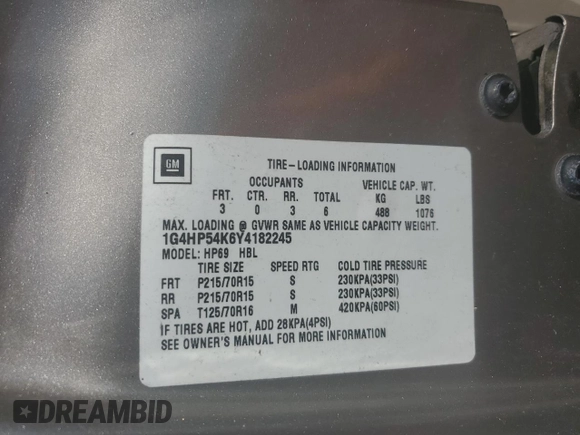 GM
TIRE-LOADING INFORMATION
OCCUPANTS VEHICLE CAP. WT.
FRT. CTR. RR. TOTAL KG LBS
3 0 3 6 488 1076
MAX. LOADING @ GVWR SAME AS VEHICLE CAPACITY WEIGHT.
1G4HP54K6Y4182245
MODEL: HP69 HBL
TIRE SIZE SPEED RTG COLD TIRE PRESSURE
FRT P215/70R15 S 230KPA(33PSI)
RR P215/70R15 S 230KPA(33PSI)
SPA T125/70R16 M 420KPA(60PSI)
IF TIRES ARE HOT, ADD 28KPA(4PSI)
SEE OWNER'S MANUAL FOR MORE INFORMATION
DREAMBID